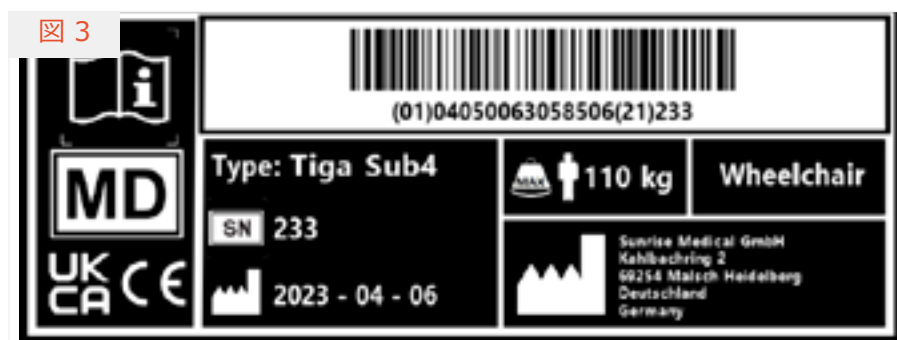 図 3
(01)04050063058506(21)233
MD
UK
CA CE
Type: Tiga Sub4
SN 233
2023 - 04 - 06
MAX 110 kg
Wheelchair
Sunrise Medical GmbH
Kahlbachring 2
69254 Malsch Heidelberg
Deutschland
Germany